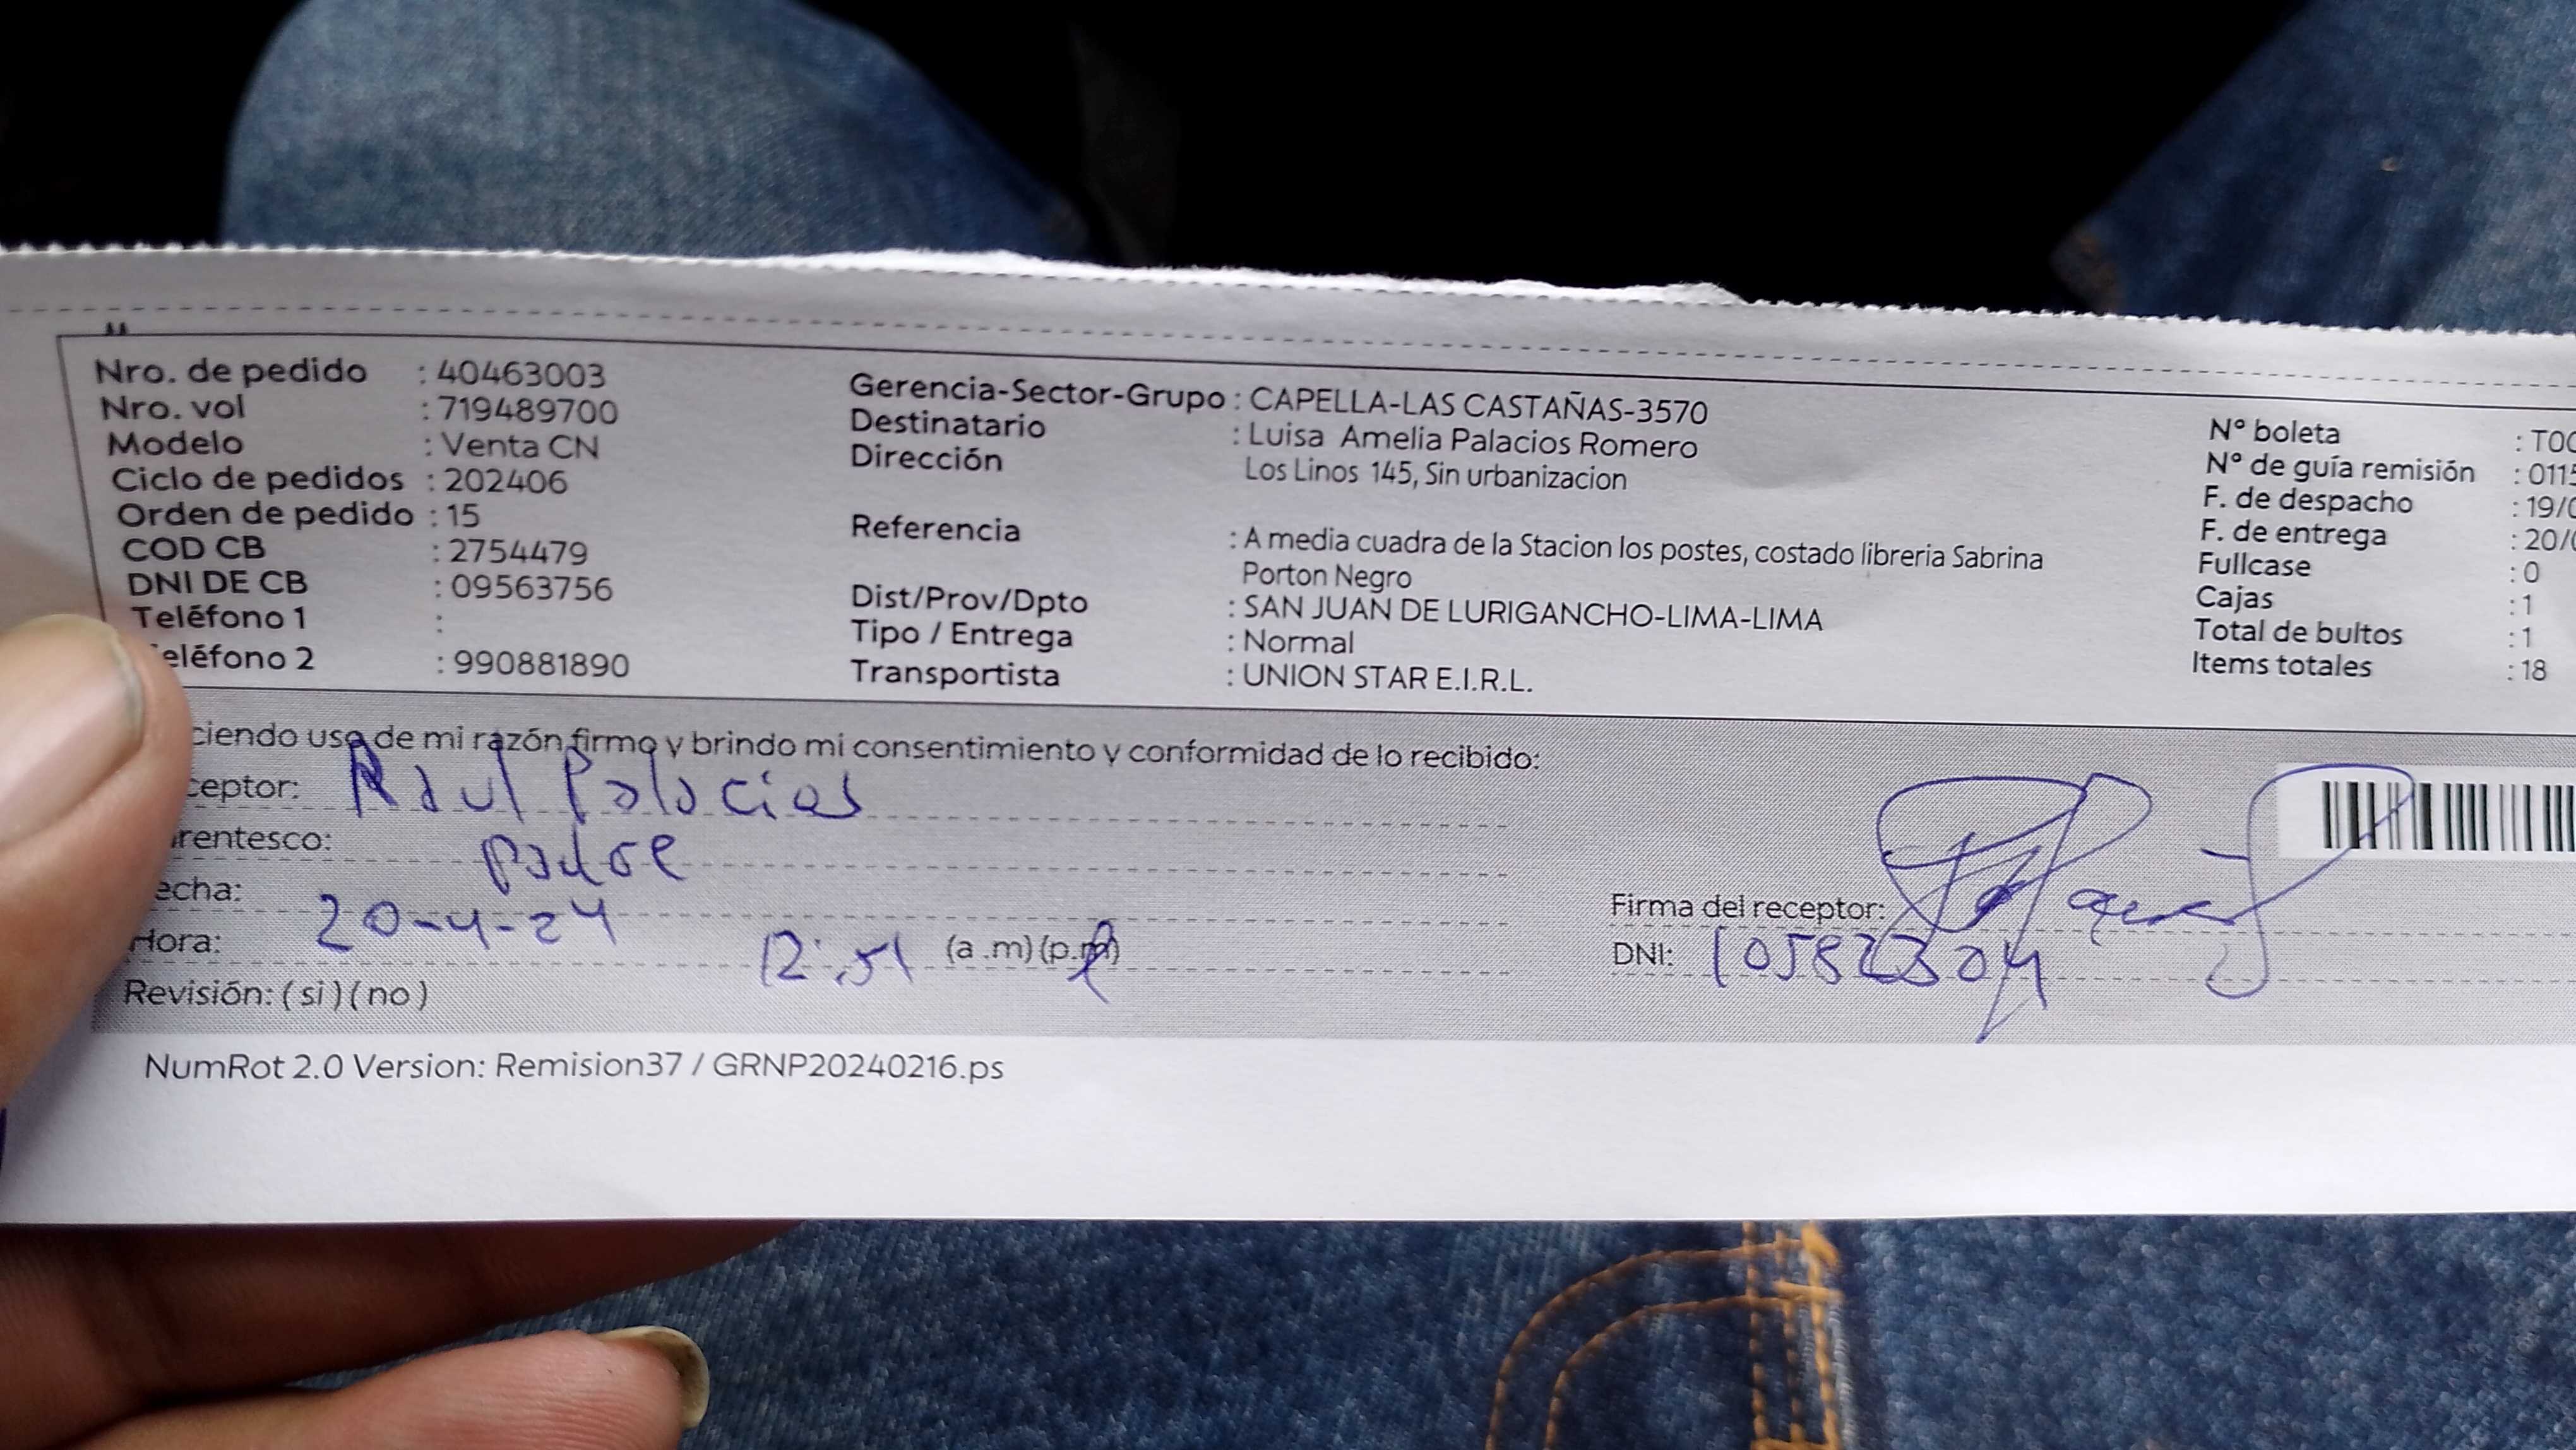 Nro. de pedido : 40463003
Nro. vol : 719489700
Modelo : Venta CN
Ciclo de pedidos : 202406
Orden de pedido : 15
COD CB : 2754479
DNI DE CB : 09563756
Teléfono 1 :
eléfono 2 : 990881890
Gerencia-Sector-Grupo : CAPELLA-LAS CASTAÑAS-3570
Destinatario : Luisa Amelia Palacios Romero
Dirección Los Linos 145, Sin urbanizacion
Referencia : A media cuadra de la Stacion los postes, costado libreria Sabrina
Porton Negro
Dist/Prov/Dpto : SAN JUAN DE LURIGANCHO-LIMA-LIMA
Tipo / Entrega : Normal
Transportista : UNION STAR E.I.R.L.
N° boleta : T00
N° de guía remisión : 0115
F. de despacho : 19/0
F. de entrega : 20/0
Fullcase : 0
Cajas : 1
Total de bultos : 1
Items totales : 18
ciendo uso de mi razón firmo y brindo mi consentimiento y conformidad de lo recibido:
ceptor: Raul Palacios
rentesco: Padre
echa: 20-4-24
Hora: 12:51 (a.m) (p.m)
Revisión: ( si ) ( no )
Firma del receptor:
DNI: 10582304
NumRot 2.0 Version: Remision37 / GRNP20240216.ps